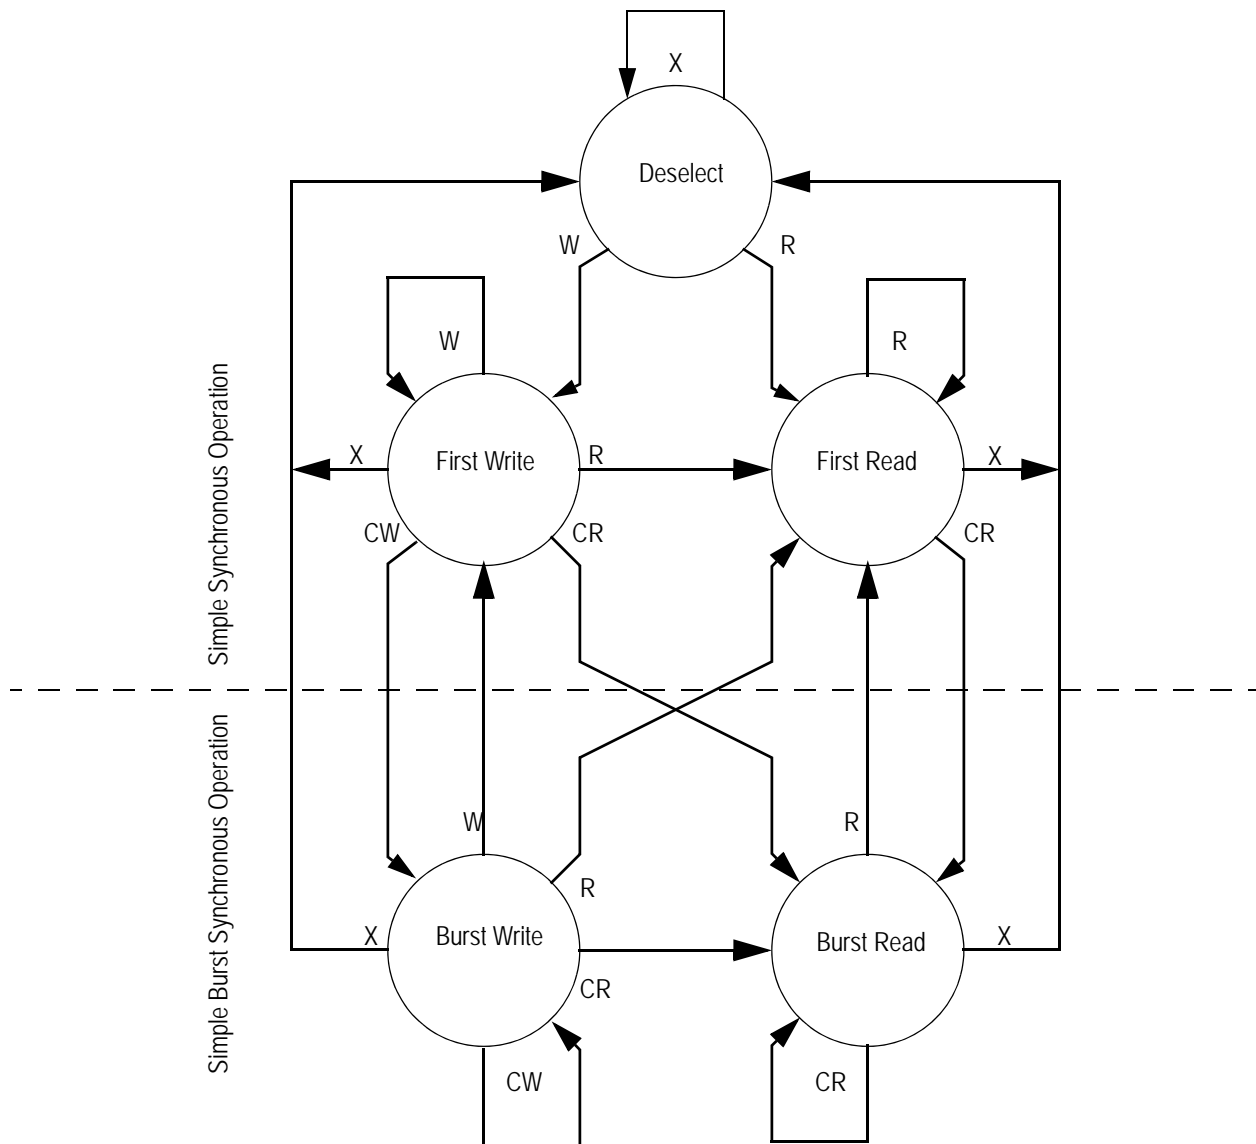 X
Deselect
W
R
W
R
X
First Write
R
First Read
X
CW
CR
CR
Simple Synchronous Operation
Simple Burst Synchronous Operation
W
R
R
X
Burst Write
Burst Read
X
CR
CW
CR